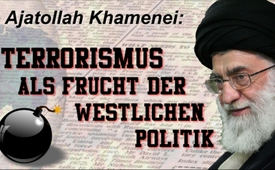 Ajatollah Khamenei:
TERRORISMUS
ALS FRUCHT DER
WESTLICHEN
POLITIK